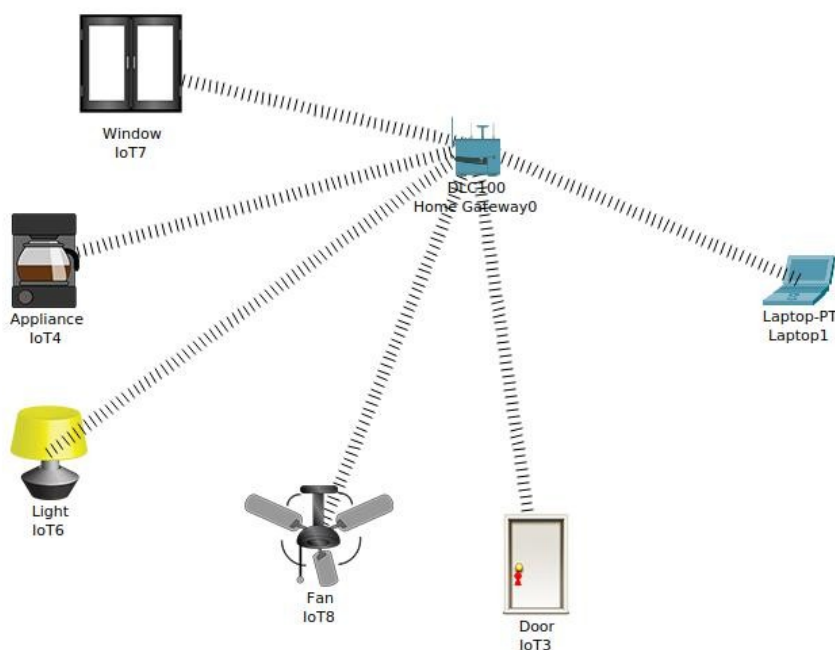 Window
IoT7
DLC100
Home Gateway0
Appliance
IoT4
Laptop-PT
Laptop1
Light
IoT6
Fan
IoT8
Door
IoT3